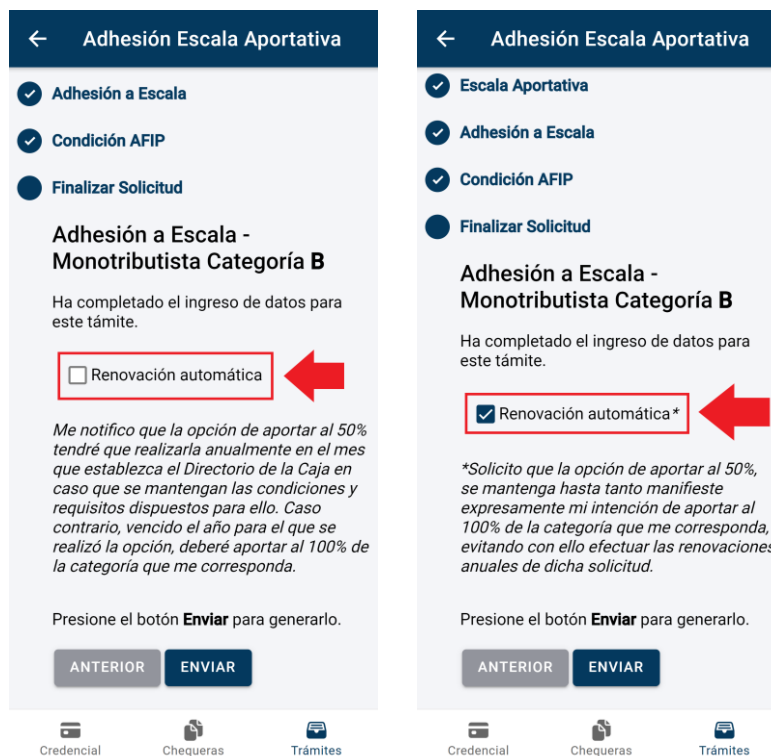 Adhesión Escala Aportativa
Adhesión a Escala
Condición AFIP
Finalizar Solicitud
Adhesión a Escala -
Monotributista Categoría B
Ha completado el ingreso de datos para
este támite.
Renovación automática
Me notifico que la opción de aportar al 50%
tendré que realizarla anualmente en el mes
que establezca el Directorio de la Caja en
caso que se mantengan las condiciones y
requisitos dispuestos para ello. Caso
contrario, vencido el año para el que se
realizó la opción, deberé aportar al 100% de
la categoría que me corresponda.
Presione el botón Enviar para generarlo.
ANTERIOR ENVIAR
Credencial Chequeras Trámites
Adhesión Escala Aportativa
Escala Aportativa
Adhesión a Escala
Condición AFIP
Finalizar Solicitud
Adhesión a Escala -
Monotributista Categoría B
Ha completado el ingreso de datos para
este támite.
Renovación automática*
*Solicito que la opción de aportar al 50%,
se mantenga hasta tanto manifieste
expresamente mi intención de aportar al
100% de la categoría que me corresponda,
evitando con ello efectuar las renovaciones
anuales de dicha solicitud.
Presione el botón Enviar para generarlo.
ANTERIOR ENVIAR
Credencial Chequeras Trámites